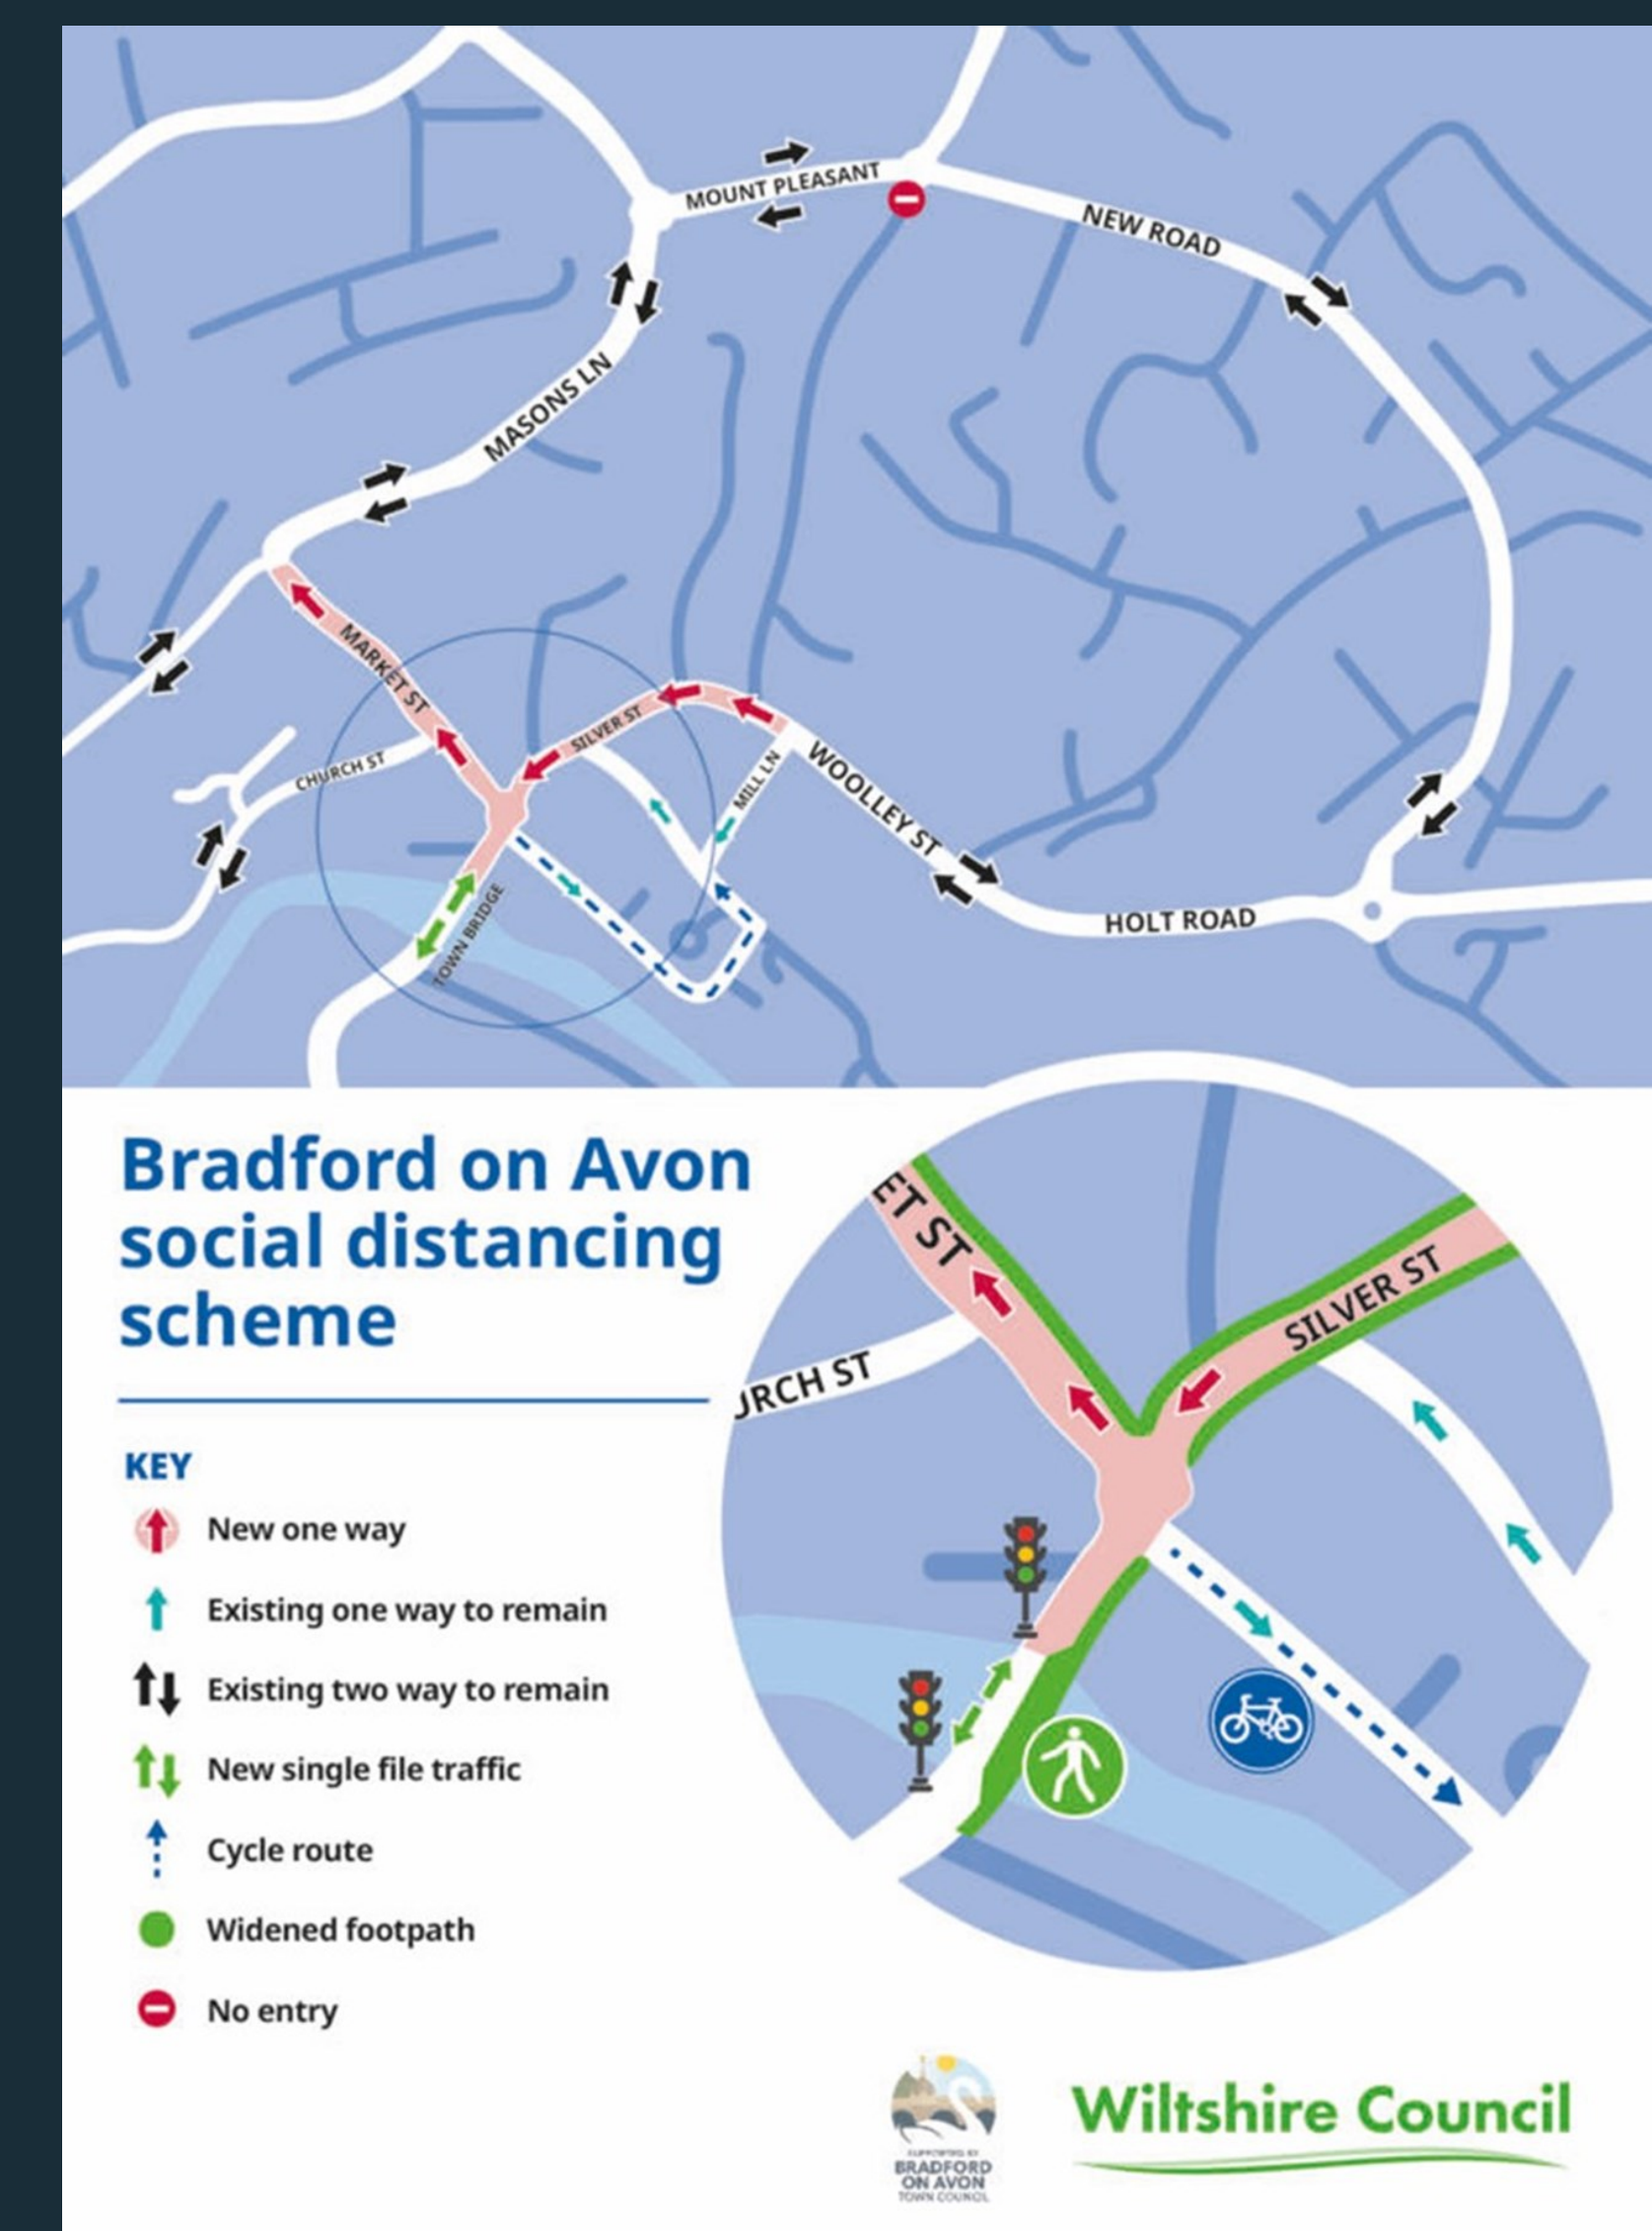 MOUNT PLEASANT
NEW ROAD
MASONS LN
MARKET ST
SILVER ST
CHURCH ST
MILL LN
WOOLLEY ST
TOWN BRIDGE
HOLT ROAD
Bradford on Avon
social distancing
scheme
ET ST
SILVER ST
URCH ST
KEY
New one way
Existing one way to remain
Existing two way to remain
New single file traffic
Cycle route
Widened footpath
No entry
SUPPORTED BY
BRADFORD
ON AVON
TOWN COUNCIL
Wiltshire Council